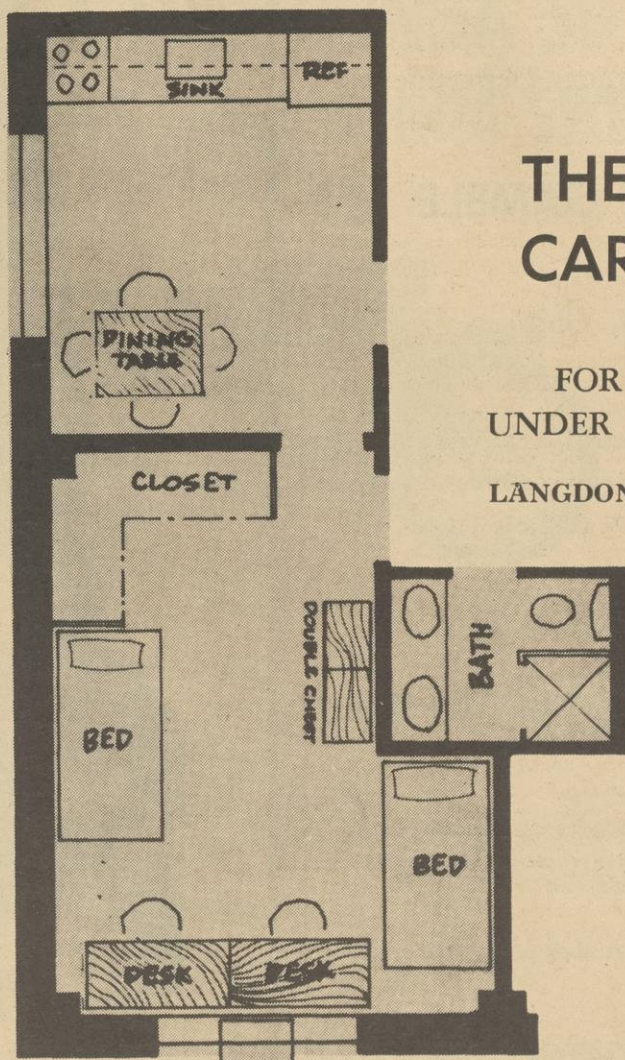 SINK
REF
THE
CAR
DINING
TABLE
FOR
UNDER
CLOSET
LANGDON
DOUBLE CHEST
BATH
BED
BED
DESK
DESK